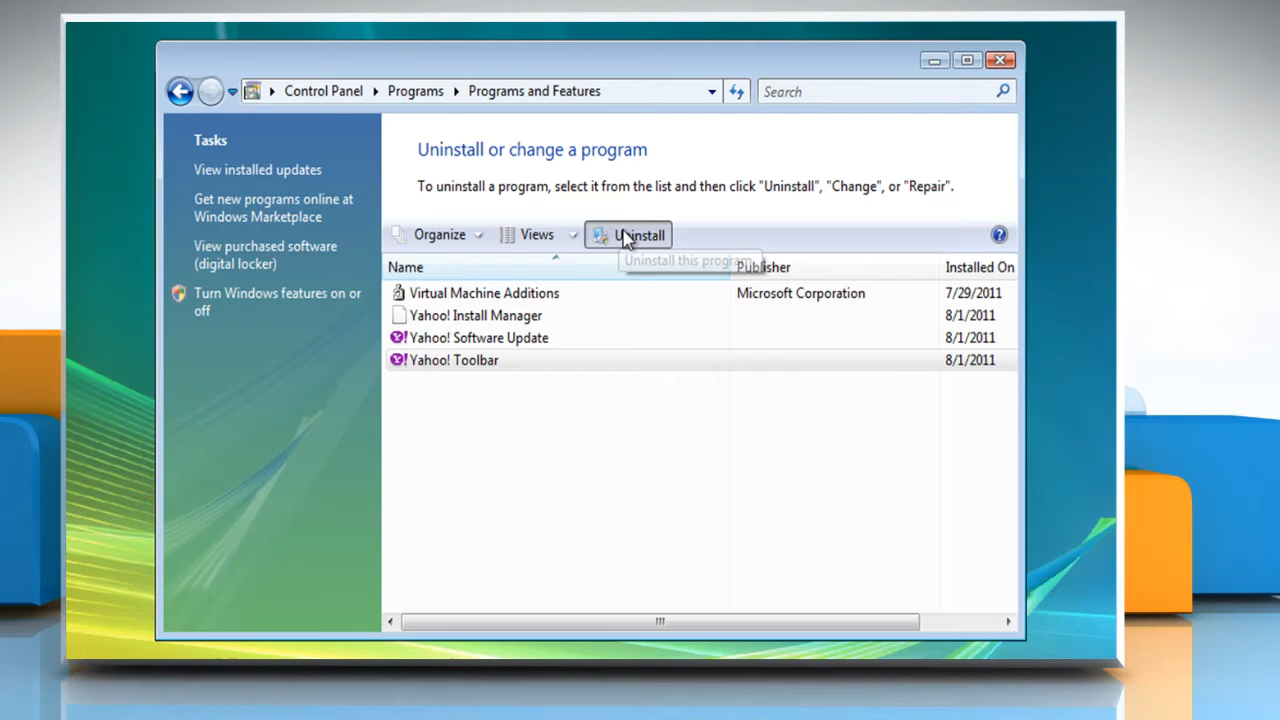 Control Panel Programs Programs and Features Search
Tasks
View installed updates
Get new programs online at
Windows Marketplace
View purchased software
(digital locker)
Turn Windows features on or
off
Uninstall or change a program
To uninstall a program, select it from the list and then click "Uninstall", "Change", or "Repair".
Organize Views Uninstall
Uninstall this program.
Name Publisher Installed On
Virtual Machine Additions Microsoft Corporation 7/29/2011
Yahoo! Install Manager 8/1/2011
Yahoo! Software Update 8/1/2011
Yahoo! Toolbar 8/1/2011